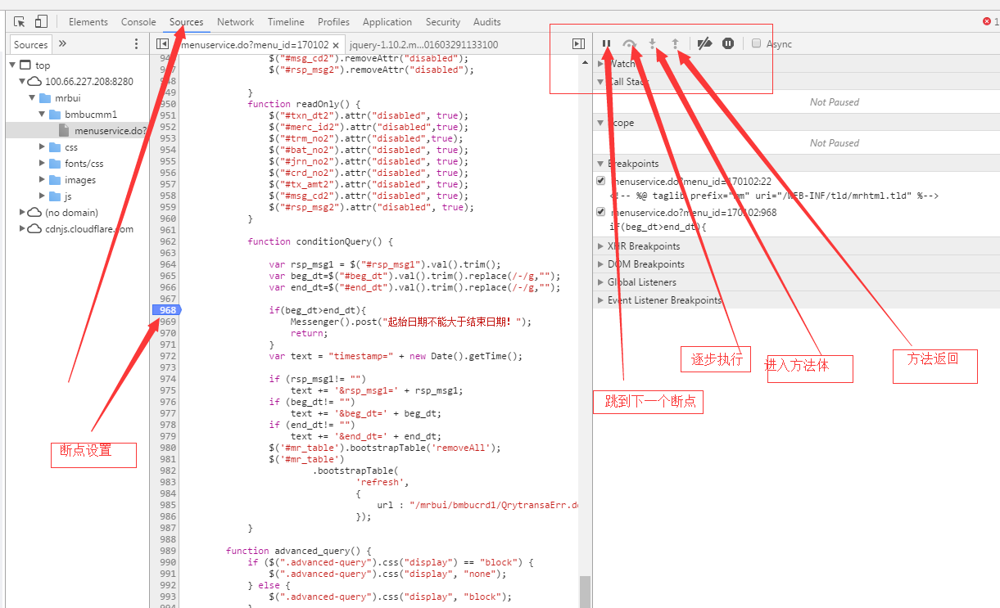 Elements Console Sources Network Timeline Profiles Application Security Audits 1
Sources » menuservice.do?menu_id=170102 × jquery-1.10.2.m...01603291133100 Async
top
100.66.227.208:8280
mrbui
bmbucmm1
menuservice.do?
css
fonts/css
images
js
(no domain)
cdnjs.cloudflare.com
$("#msg_cd2").removeAttr("disabled");
$("#rsp_msg2").removeAttr("disabled");
948
949 }
950 function readOnly() {
951 $("#txn_dt2").attr("disabled", true);
952 $("#merc_id2").attr("disabled",true);
953 $("#trm_no2").attr("disabled",true);
954 $("#bat_no2").attr("disabled", true);
955 $("#jrn_no2").attr("disabled", true);
956 $("#crd_no2").attr("disabled", true);
957 $("#tx_amt2").attr("disabled", true);
958 $("#msg_cd2").attr("disabled", true);
959 $("#rsp_msg2").attr("disabled", true);
960 }
961
962 function conditionQuery() {
963
964 var rsp_msg1 = $("#rsp_msg1").val().trim();
965 var beg_dt=$("#beg_dt").val().trim().replace(/-/g,"");
966 var end_dt=$("#end_dt").val().trim().replace(/-/g,"");
967
968 if(beg_dt>end_dt){
969 Messenger().post("起始日期不能大于结束日期！");
970 return;
971 }
972 var text = "timestamp=" + new Date().getTime();
973
974 if (rsp_msg1!= "")
975 text += '&rsp_msg1=' + rsp_msg1;
976 if (beg_dt!= "")
977 text += '&beg_dt=' + beg_dt;
978 if (end_dt!= "")
979 text += '&end_dt=' + end_dt;
980 $('#mr_table').bootstrapTable('removeAll');
981 $('#mr_table')
982 .bootstrapTable(
983 'refresh',
984 {
985 url : "/mrbui/bmbucrd1/QrytransaErr.do
986 });
987 }
988
989 function advanced_query() {
990 if ($(".advanced-query").css("display") == "block") {
991 $(".advanced-query").css("display", "none");
992 } else {
993 $(".advanced-query").css("display", "block");
994 }
Watch
Call Stack
Not Paused
Scope
Not Paused
Breakpoints
menuservice.do?menu_id=170102:22
<!-- %@ taglib prefix="mm" uri="/WEB-INF/tld/mrhtml.tld" %-->
menuservice.do?menu_id=170102:968
if(beg_dt>end_dt){
XHR Breakpoints
DOM Breakpoints
Global Listeners
Event Listener Breakpoints
逐步执行
进入方法体
方法返回
跳到下一个断点
断点设置